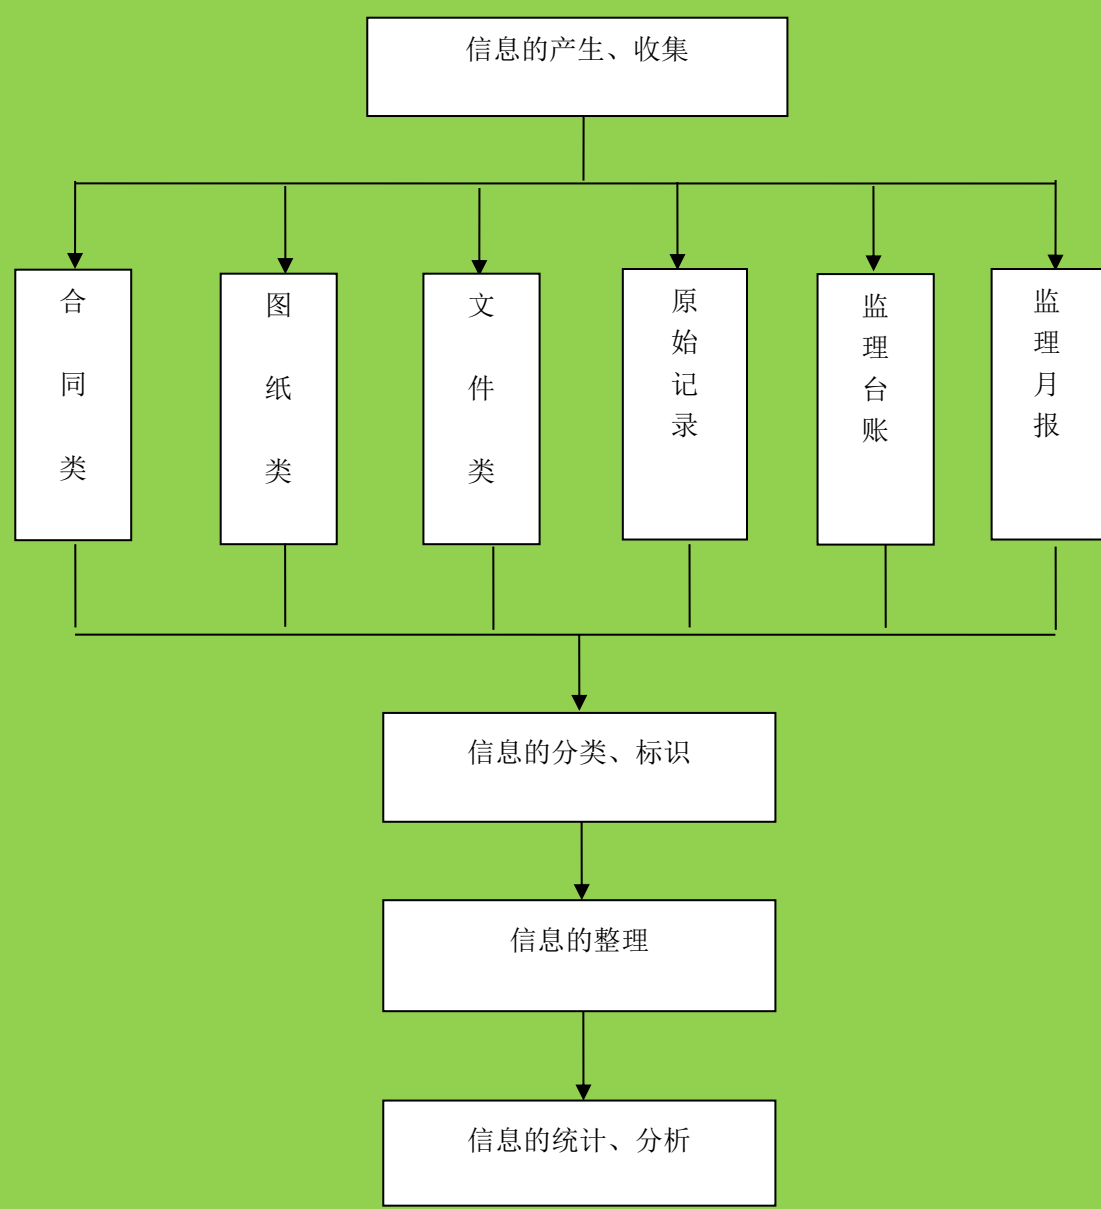 信息的产生、收集
合同类
图纸类
文件类
原始记录
监理台账
监理月报
信息的分类、标识
信息的整理
信息的统计、分析